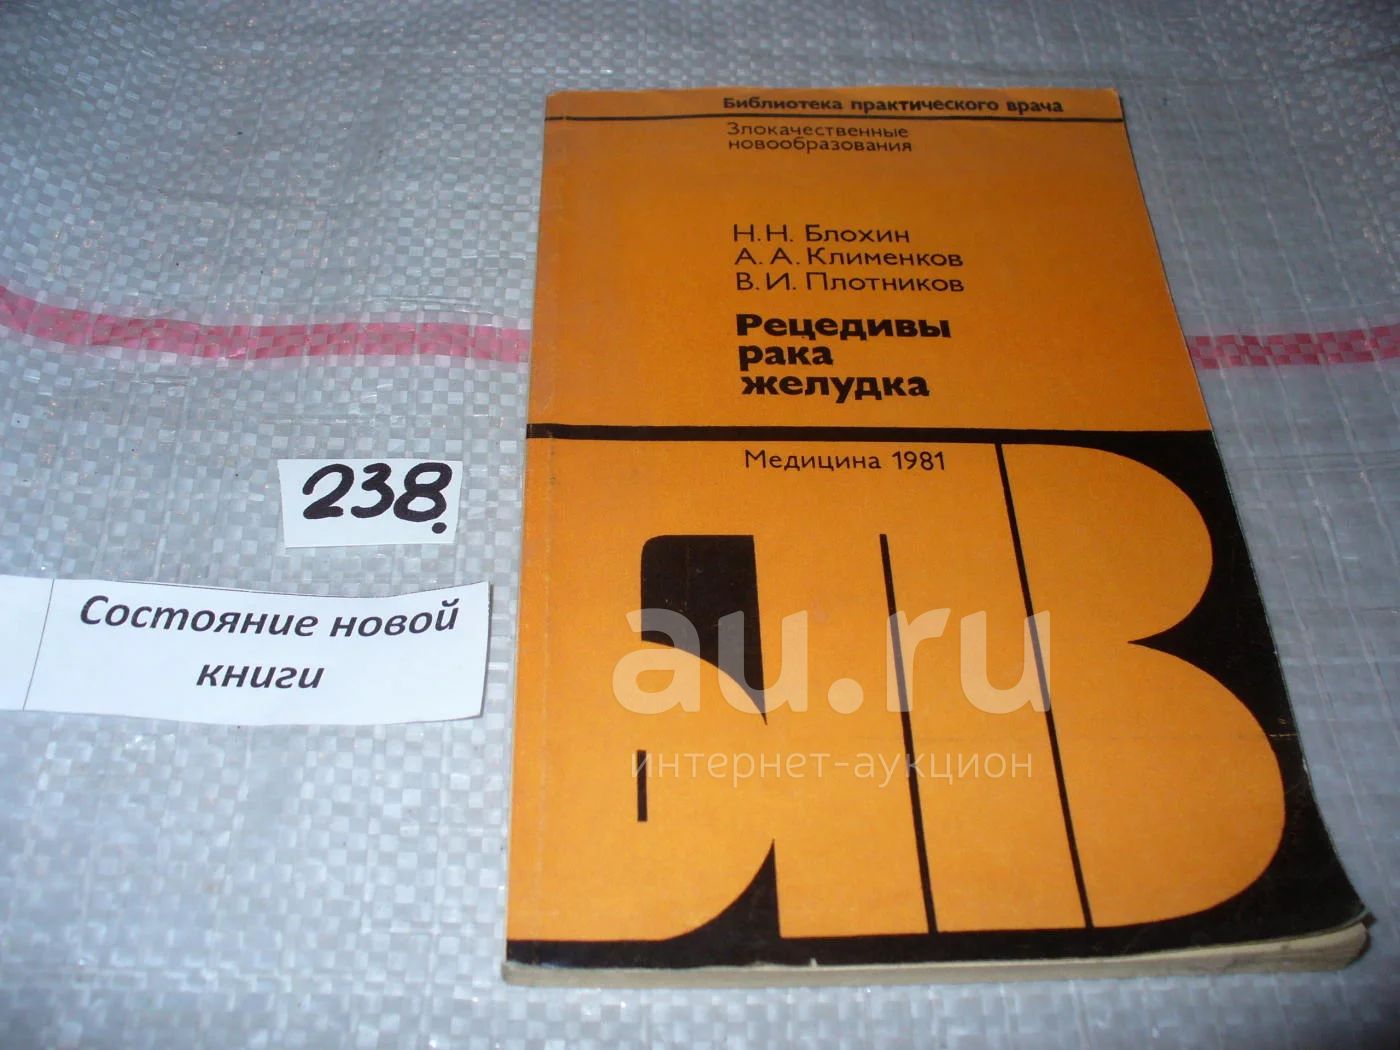 Библиотека практического врача
Злокачественные
новообразования
Н. Н. Блохин
А. А. Клименков
В. И. Плотников
Рецедивы
рака
желудка
Медицина 1981
БПВ
238.
Состояние новой
книги
au.ru
интернет-аукцион